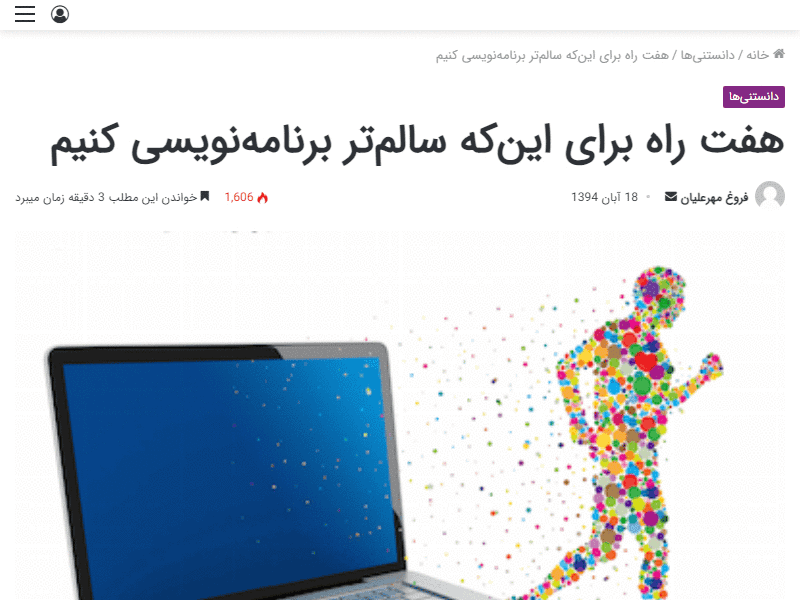 خانه / دانستنی‌ها / هفت راه برای این‌که سالم‌تر برنامه‌نویسی کنیم
دانستنی‌ها
هفت راه برای این‌که سالم‌تر برنامه‌نویسی کنیم
فروغ مهرعلیان 18 آبان 1394 1,606 خواندن این مطلب 3 دقیقه زمان میبرد